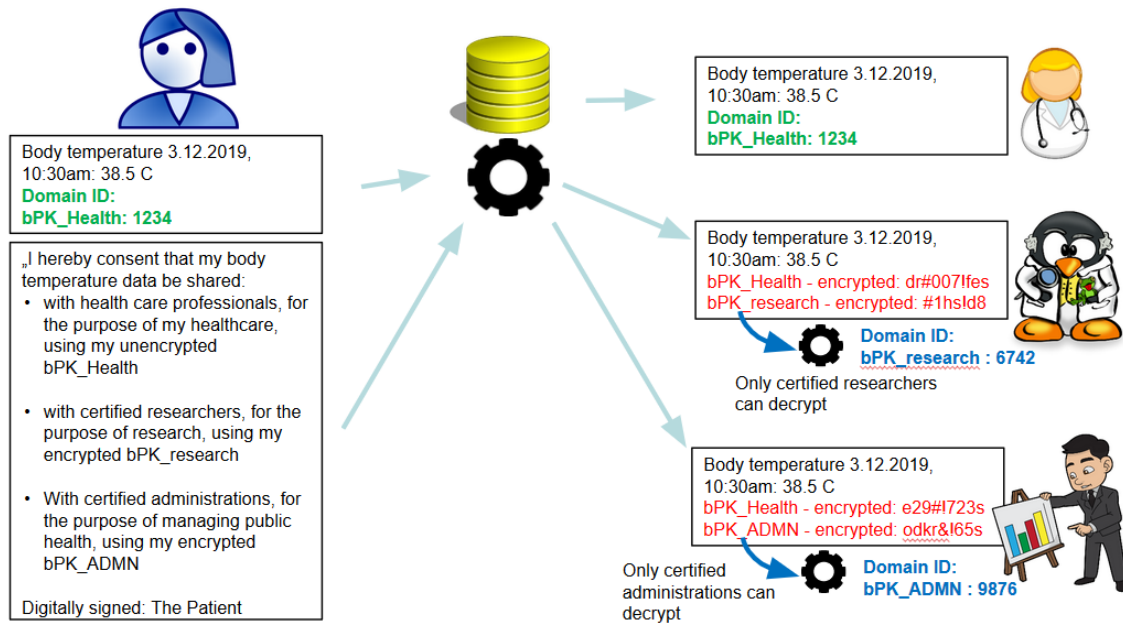 Body temperature 3.12.2019,
10:30am: 38.5 C
Domain ID:
bPK_Health: 1234
„I hereby consent that my body
temperature data be shared:
• with health care professionals, for
the purpose of my healthcare,
using my unencrypted
bPK_Health
• with certified researchers, for the
purpose of research, using my
encrypted bPK_research
• With certified administrations, for
the purpose of managing public
health, using my encrypted
bPK_ADMN
Digitally signed: The Patient
Body temperature 3.12.2019,
10:30am: 38.5 C
Domain ID:
bPK_Health: 1234
Body temperature 3.12.2019,
10:30am: 38.5 C
bPK_Health - encrypted: dr#007!fes
bPK_research - encrypted: #1hs!d8
Domain ID:
bPK_research : 6742
Only certified researchers
can decrypt
Body temperature 3.12.2019,
10:30am: 38.5 C
bPK_Health - encrypted: e29#!723s
bPK_ADMN - encrypted: odkr&!65s
Domain ID:
bPK_ADMN : 9876
Only certified
administrations can
decrypt